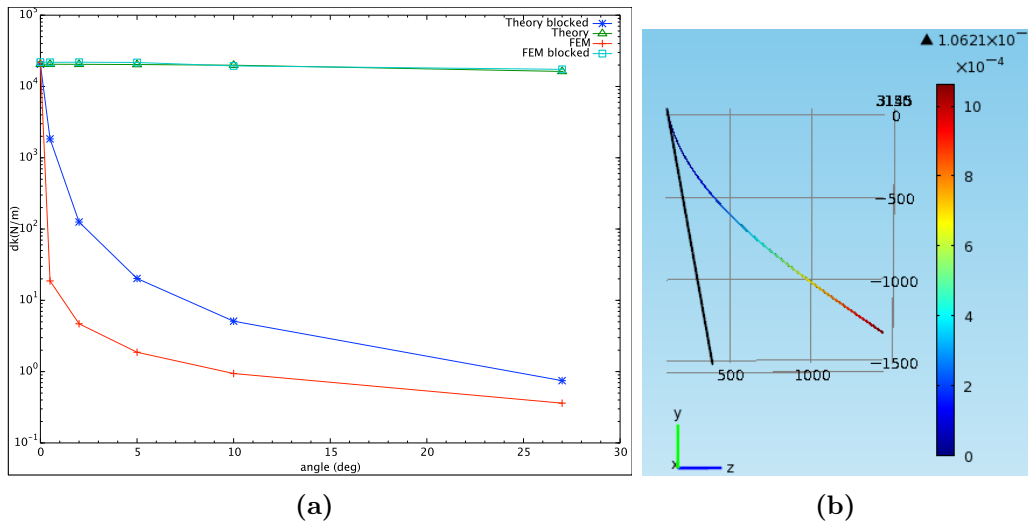 Theory blocked
Theory
FEM
FEM blocked
10^5
10^4
10^3
10^2
10^1
10^0
10^-1
dk(N/m)
0 5 10 15 20 25 30
angle (deg)
(a)
▲ 1.0621×10⁻
×10⁻⁴
10
8
6
4
2
0
0
−500
−1000
−1500
500 1000
y
x z
(b)